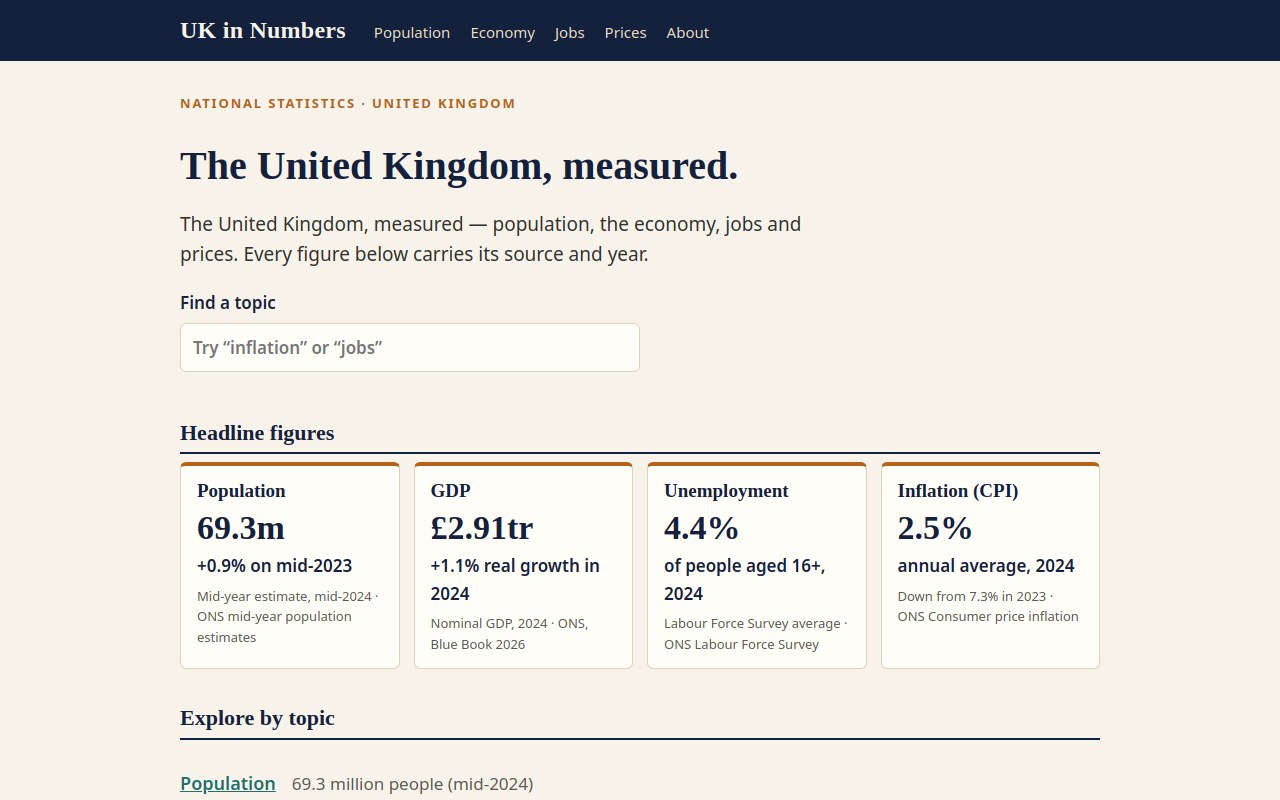 UK in Numbers
Population
Economy
Jobs
Prices
About
NATIONAL STATISTICS · UNITED KINGDOM
The United Kingdom, measured.
The United Kingdom, measured — population, the economy, jobs and
prices. Every figure below carries its source and year.
Find a topic
Try “inflation” or “jobs”
Headline figures
Population
69.3m
+0.9% on mid-2023
Mid-year estimate, mid-2024 ·
ONS mid-year population
estimates
GDP
£2.91tr
+1.1% real growth in
2024
Nominal GDP, 2024 · ONS,
Blue Book 2026
Unemployment
4.4%
of people aged 16+,
2024
Labour Force Survey average ·
ONS Labour Force Survey
Inflation (CPI)
2.5%
annual average, 2024
Down from 7.3% in 2023 ·
ONS Consumer price inflation
Explore by topic
Population 69.3 million people (mid-2024)